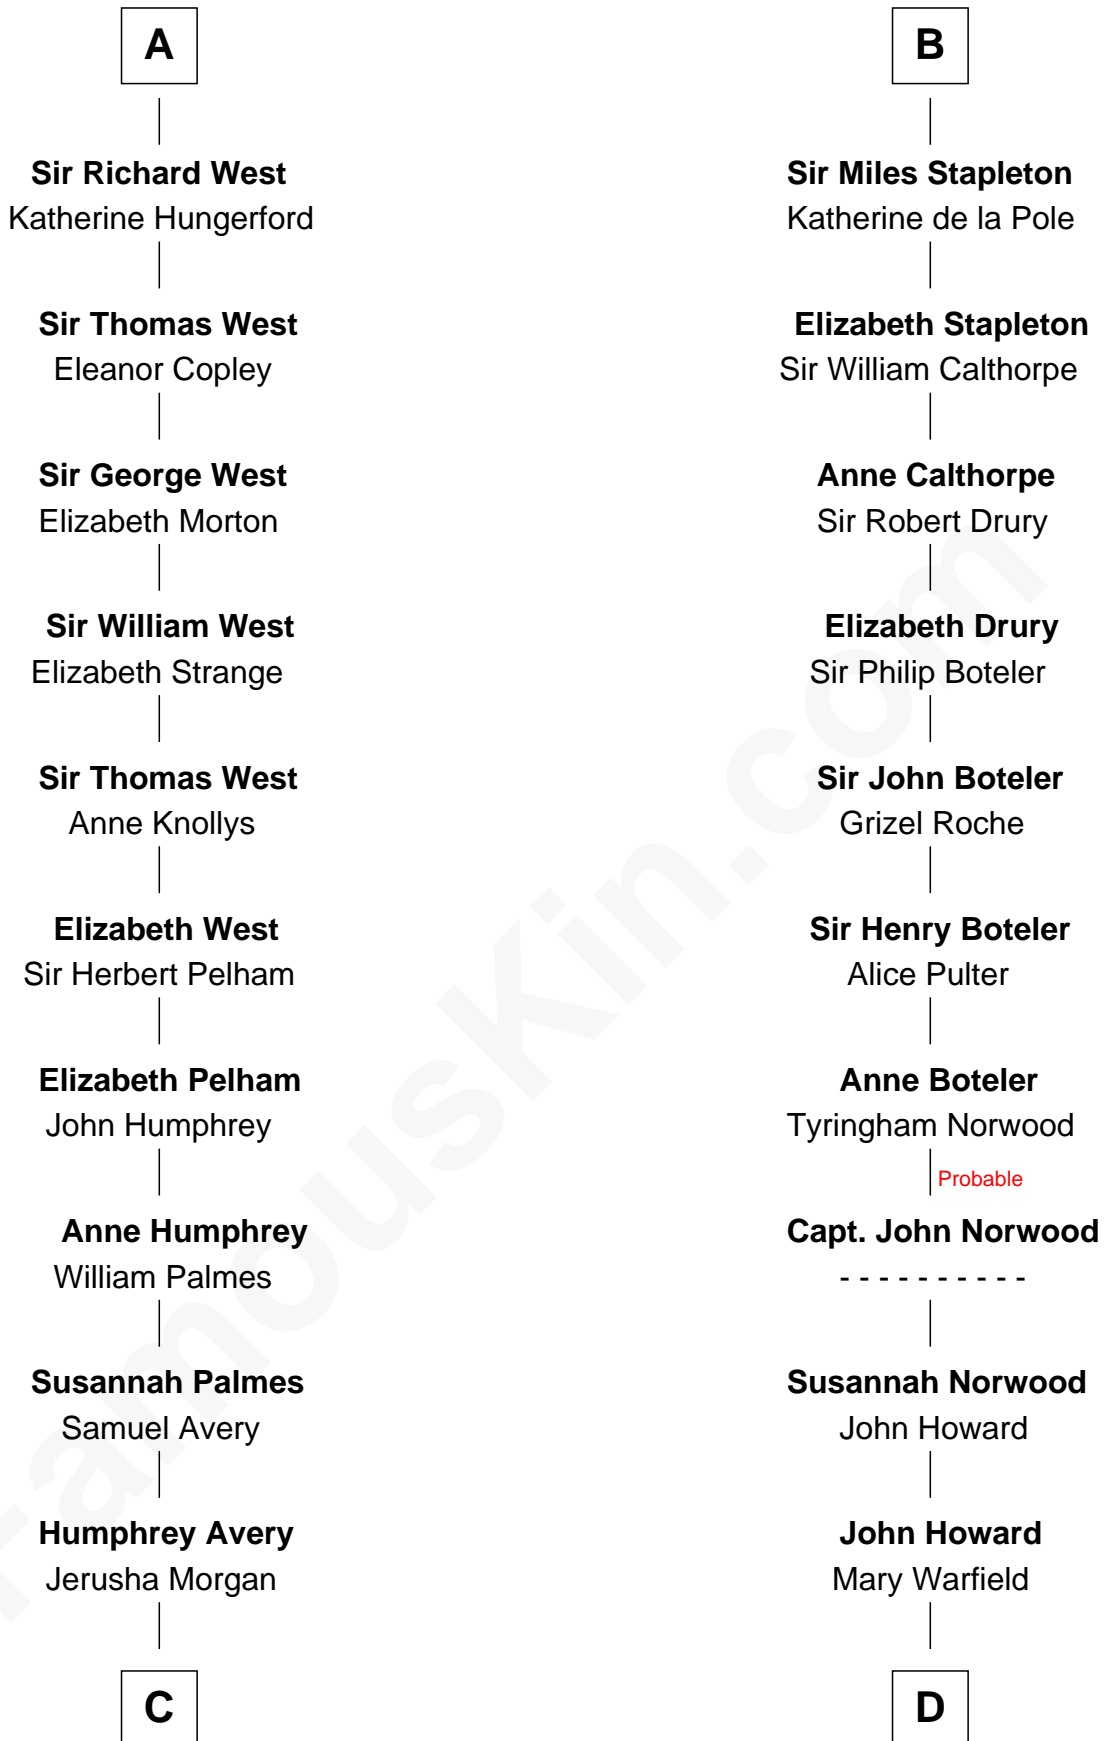 A
Sir Richard West
Katherine Hungerford
Sir Thomas West
Eleanor Copley
Sir George West
Elizabeth Morton
Sir William West
Elizabeth Strange
Sir Thomas West
Anne Knollys
Elizabeth West
Sir Herbert Pelham
Elizabeth Pelham
John Humphrey
Anne Humphrey
William Palmes
Susannah Palmes
Samuel Avery
Humphrey Avery
Jerusha Morgan
C
B
Sir Miles Stapleton
Katherine de la Pole
Elizabeth Stapleton
Sir William Calthorpe
Anne Calthorpe
Sir Robert Drury
Elizabeth Drury
Sir Philip Boteler
Sir John Boteler
Grizel Roche
Sir Henry Boteler
Alice Pulter
Anne Boteler
Tyringham Norwood
Probable
Capt. John Norwood
- - - - - - - - - -
Susannah Norwood
John Howard
John Howard
Mary Warfield
D
FamousKin.com